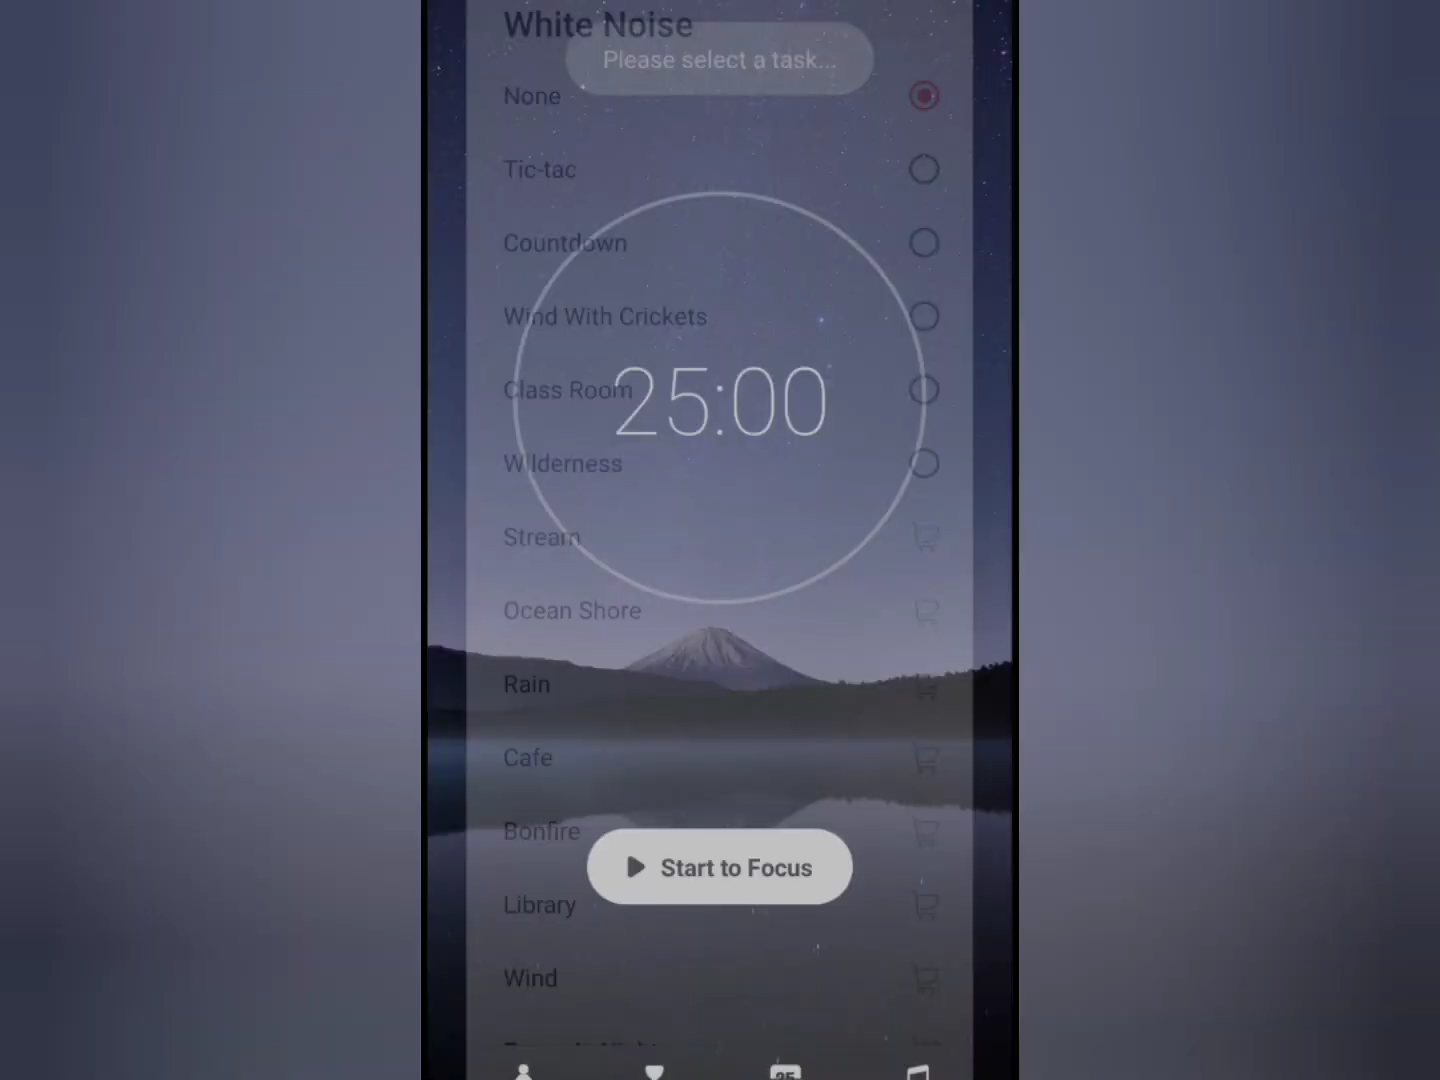 White Noise
Please select a task...
None
Tic-tac
Countdown
Wind With Crickets
Class Room
25:00
Wilderness
Stream
Ocean Shore
Rain
Cafe
Bonfire
Start to Focus
Library
Wind
25